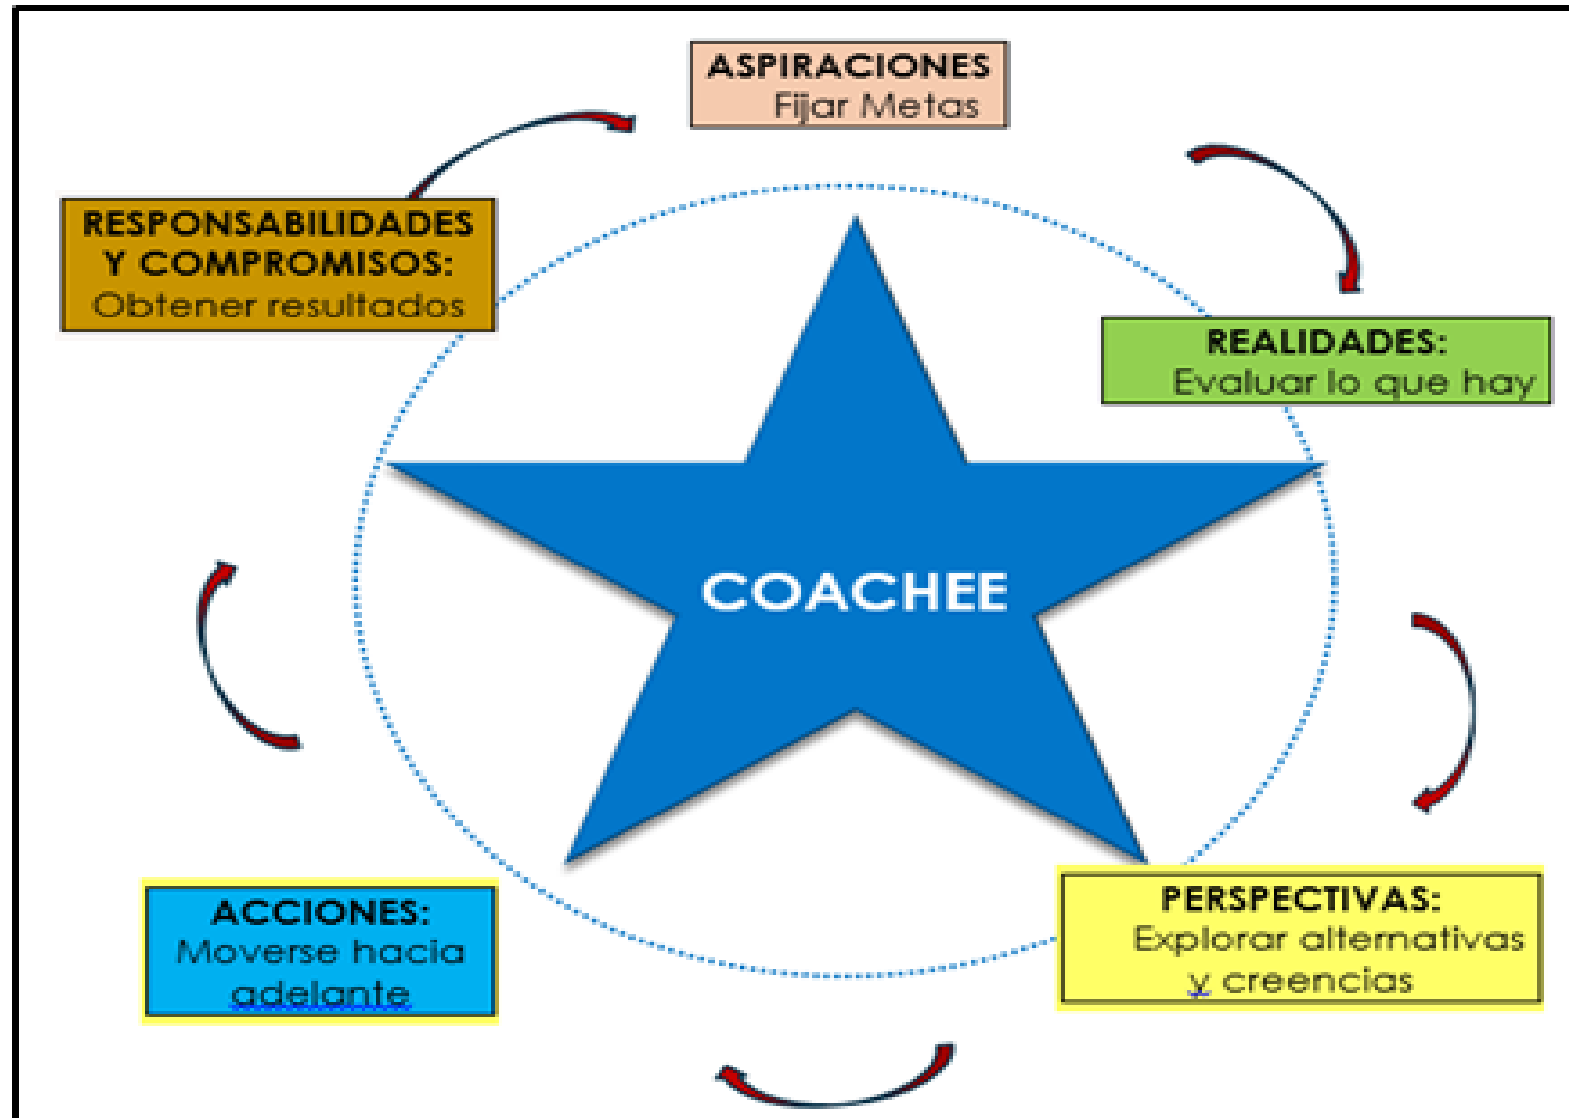 ASPIRACIONES
Fijar Metas
RESPONSABILIDADES
Y COMPROMISOS:
Obtener resultados
REALIDADES:
Evaluar lo que hay
COACHEE
ACCIONES:
Moverse hacia
adelante
PERSPECTIVAS:
Explorar alternativas
y creencias